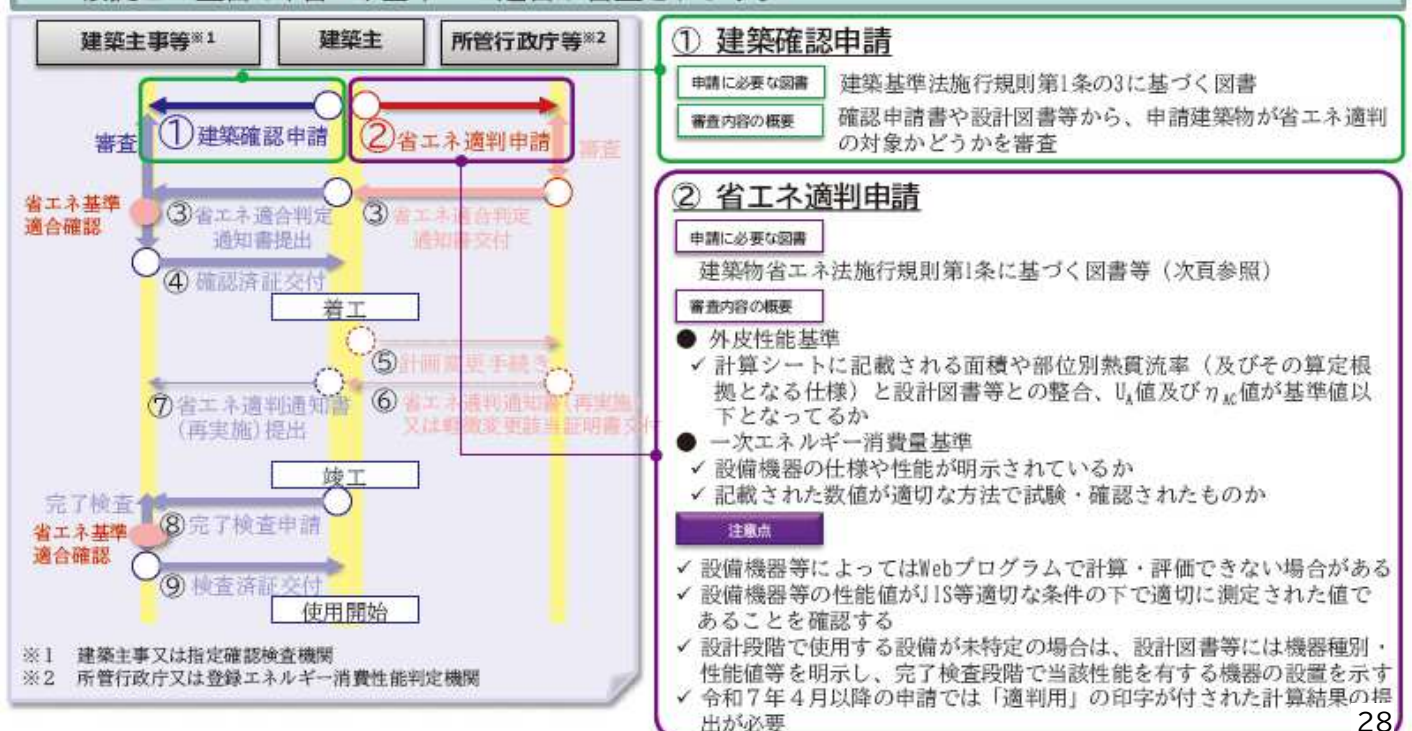 建築主事等※1
建築主
所管行政庁等※2
審査
①建築確認申請
②省エネ適判申請
審査
省エネ基準
適合確認
③省エネ適合判定
通知書提出
③省エネ適合判定
通知書交付
④確認済証交付
着工
⑤計画変更手続き
⑦省エネ適判通知書
(再実施)提出
⑥省エネ適判通知書(再実施)
又は軽微変更該当証明書交付
竣工
完了検査
省エネ基準
適合確認
⑧完了検査申請
⑨検査済証交付
使用開始
※1 建築主事又は指定確認検査機関
※2 所管行政庁又は登録エネルギー消費性能判定機関
① 建築確認申請
申請に必要な図書
建築基準法施行規則第1条の3に基づく図書
審査内容の概要
確認申請書や設計図書等から、申請建築物が省エネ適判
の対象かどうかを審査
② 省エネ適判申請
申請に必要な図書
建築物省エネ法施行規則第1条に基づく図書等（次頁参照）
審査内容の概要
● 外皮性能基準
✓ 計算シートに記載される面積や部位別熱貫流率（及びその算定根
拠となる仕様）と設計図書等との整合、UA値及びηAC値が基準値以
下となってるか
● 一次エネルギー消費量基準
✓ 設備機器の仕様や性能が明示されているか
✓ 記載された数値が適切な方法で試験・確認されたものか
注意点
✓ 設備機器等によってはWebプログラムで計算・評価できない場合がある
✓ 設備機器等の性能値がJIS等適切な条件の下で適切に測定された値で
あることを確認する
✓ 設計段階で使用する設備が未特定の場合は、設計図書等には機器種別・
性能値等を明示し、完了検査段階で当該性能を有する機器の設置を示す
✓ 令和７年４月以降の申請では「適判用」の印字が付された計算結果の提
出が必要
28